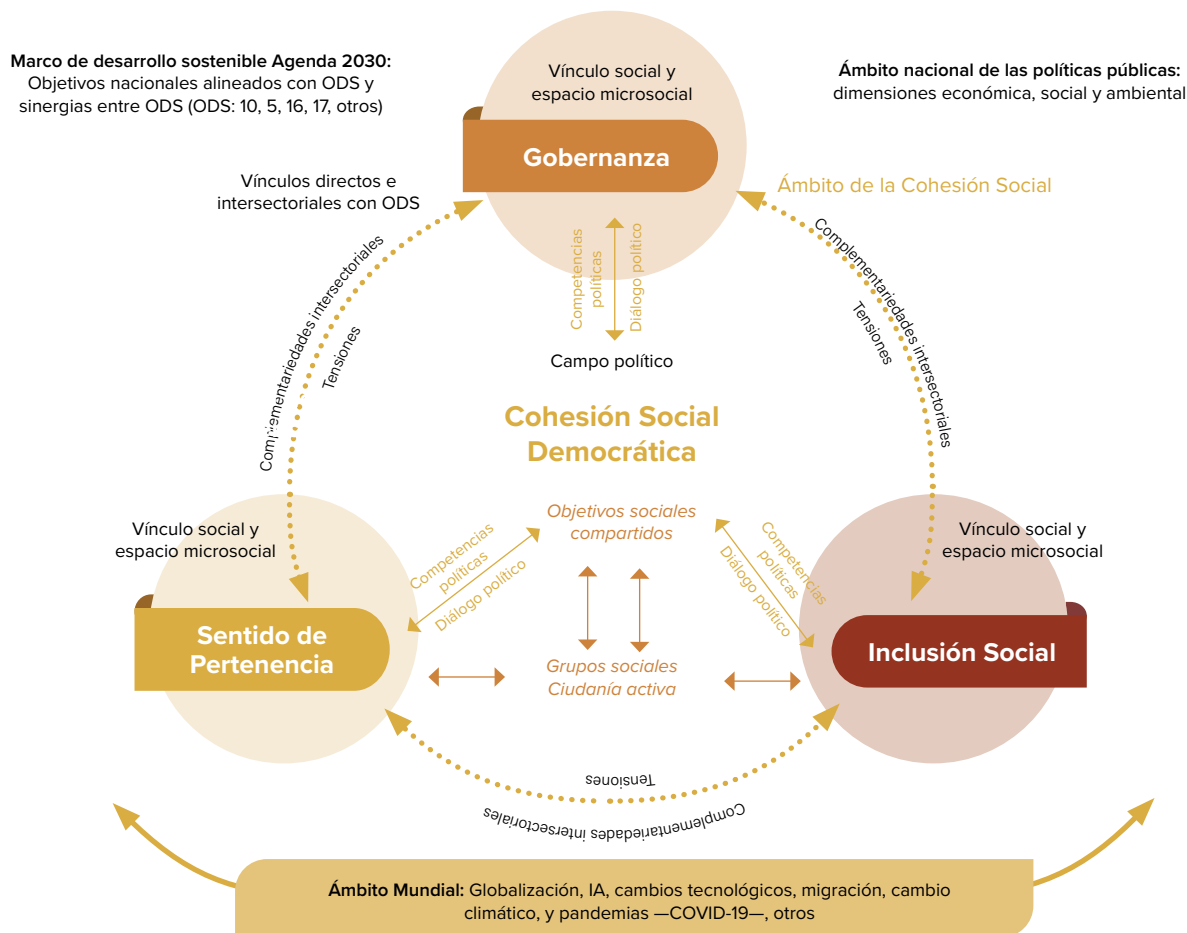 Marco de desarrollo sostenible Agenda 2030:
Objetivos nacionales alineados con ODS y
sinergias entre ODS (ODS: 10, 5, 16, 17, otros)
Vínculo social y
espacio microsocial
Ámbito nacional de las políticas públicas:
dimensiones económica, social y ambiental
Gobernanza
Vínculos directos e
intersectoriales con ODS
Ámbito de la Cohesión Social
Complementariedades intersectoriales
Tensiones
Competencias
políticas
Diálogo político
Complementariedades intersectoriales
Tensiones
Campo político
Cohesión Social
Democrática
Vínculo social y
espacio microsocial
Objetivos sociales
compartidos
Vínculo social y
espacio microsocial
Competencias
políticas
Diálogo político
Competencias
políticas
Diálogo político
Sentido de
Pertenencia
Grupos sociales
Ciudanía activa
Inclusión Social
Tensiones
Complementariedades intersectoriales
Ámbito Mundial: Globalización, IA, cambios tecnológicos, migración, cambio
climático, y pandemias —COVID-19—, otros